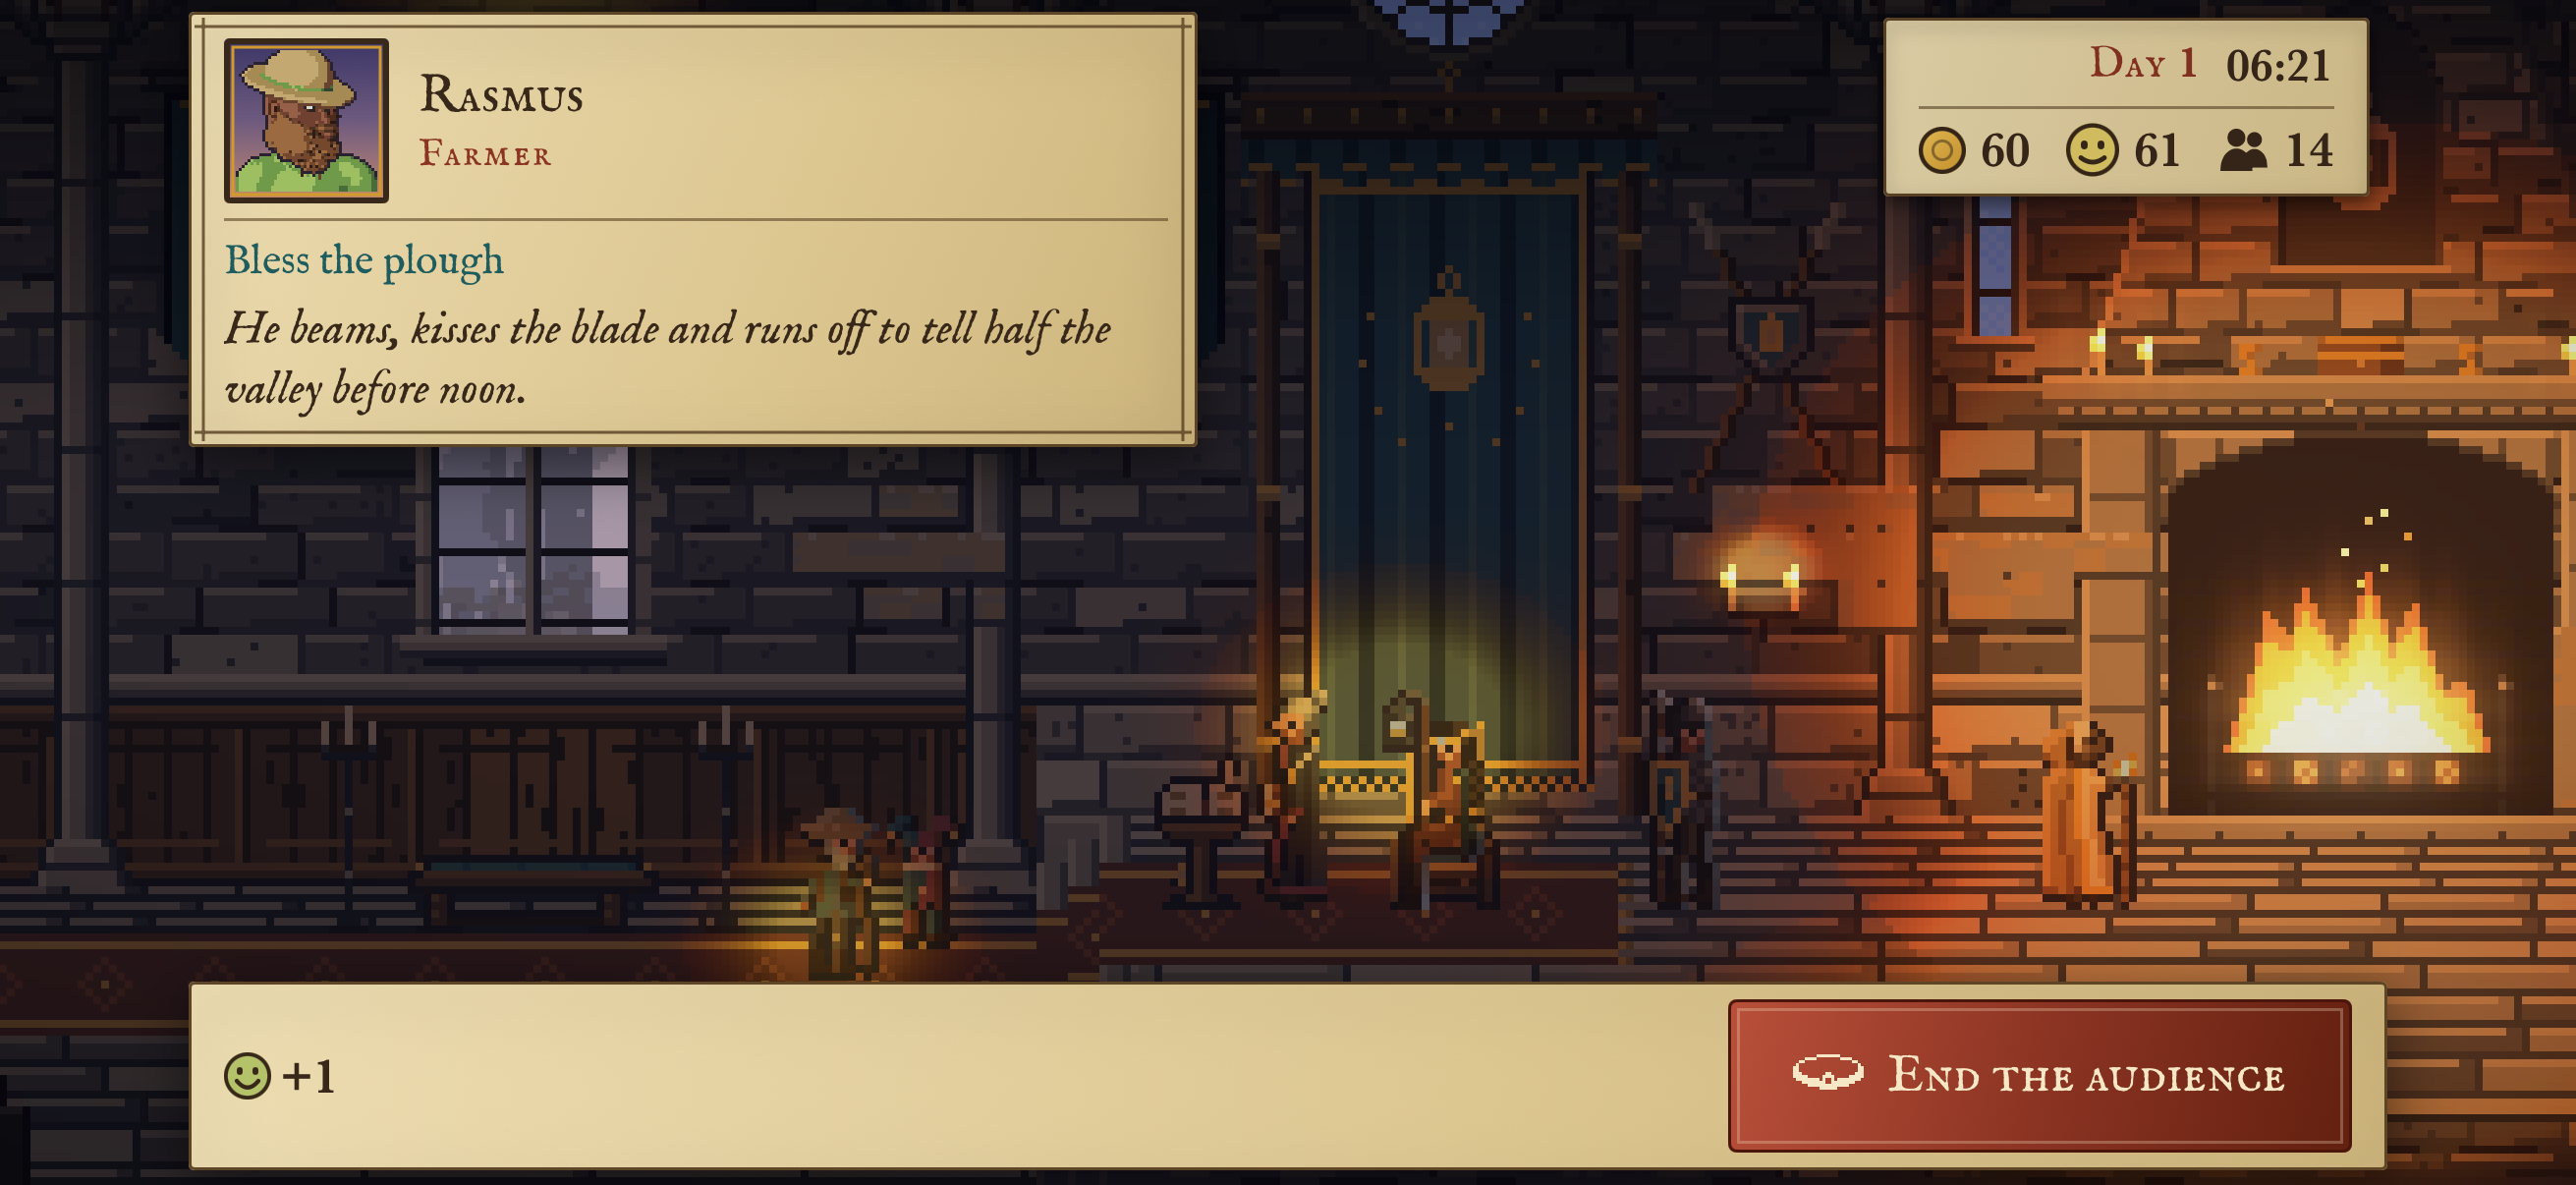 Rasmus
Farmer
Bless the plough
He beams, kisses the blade and runs off to tell half the
valley before noon.
Day 1 06:21
60 61 14
+1
End the audience